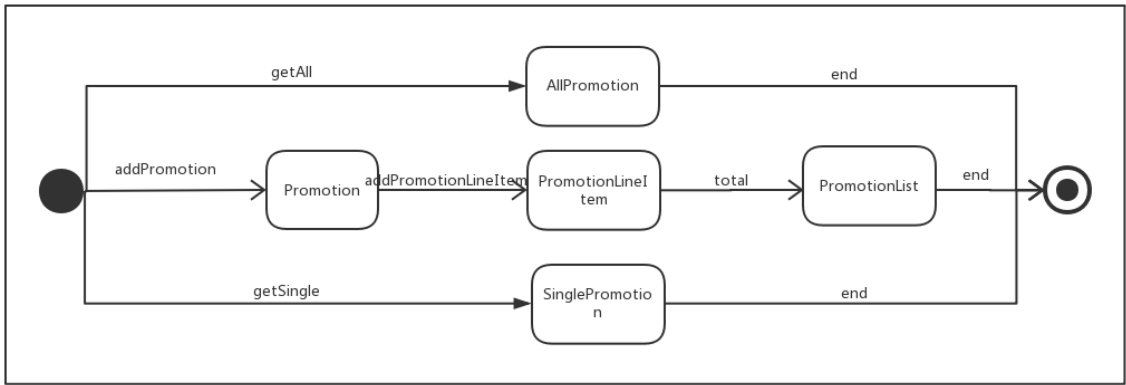 getAll
AllPromotion
end
addPromotion
Promotion
addPromotionLineItem
PromotionLineI
tem
total
PromotionList
end
getSingle
SinglePromotio
n
end